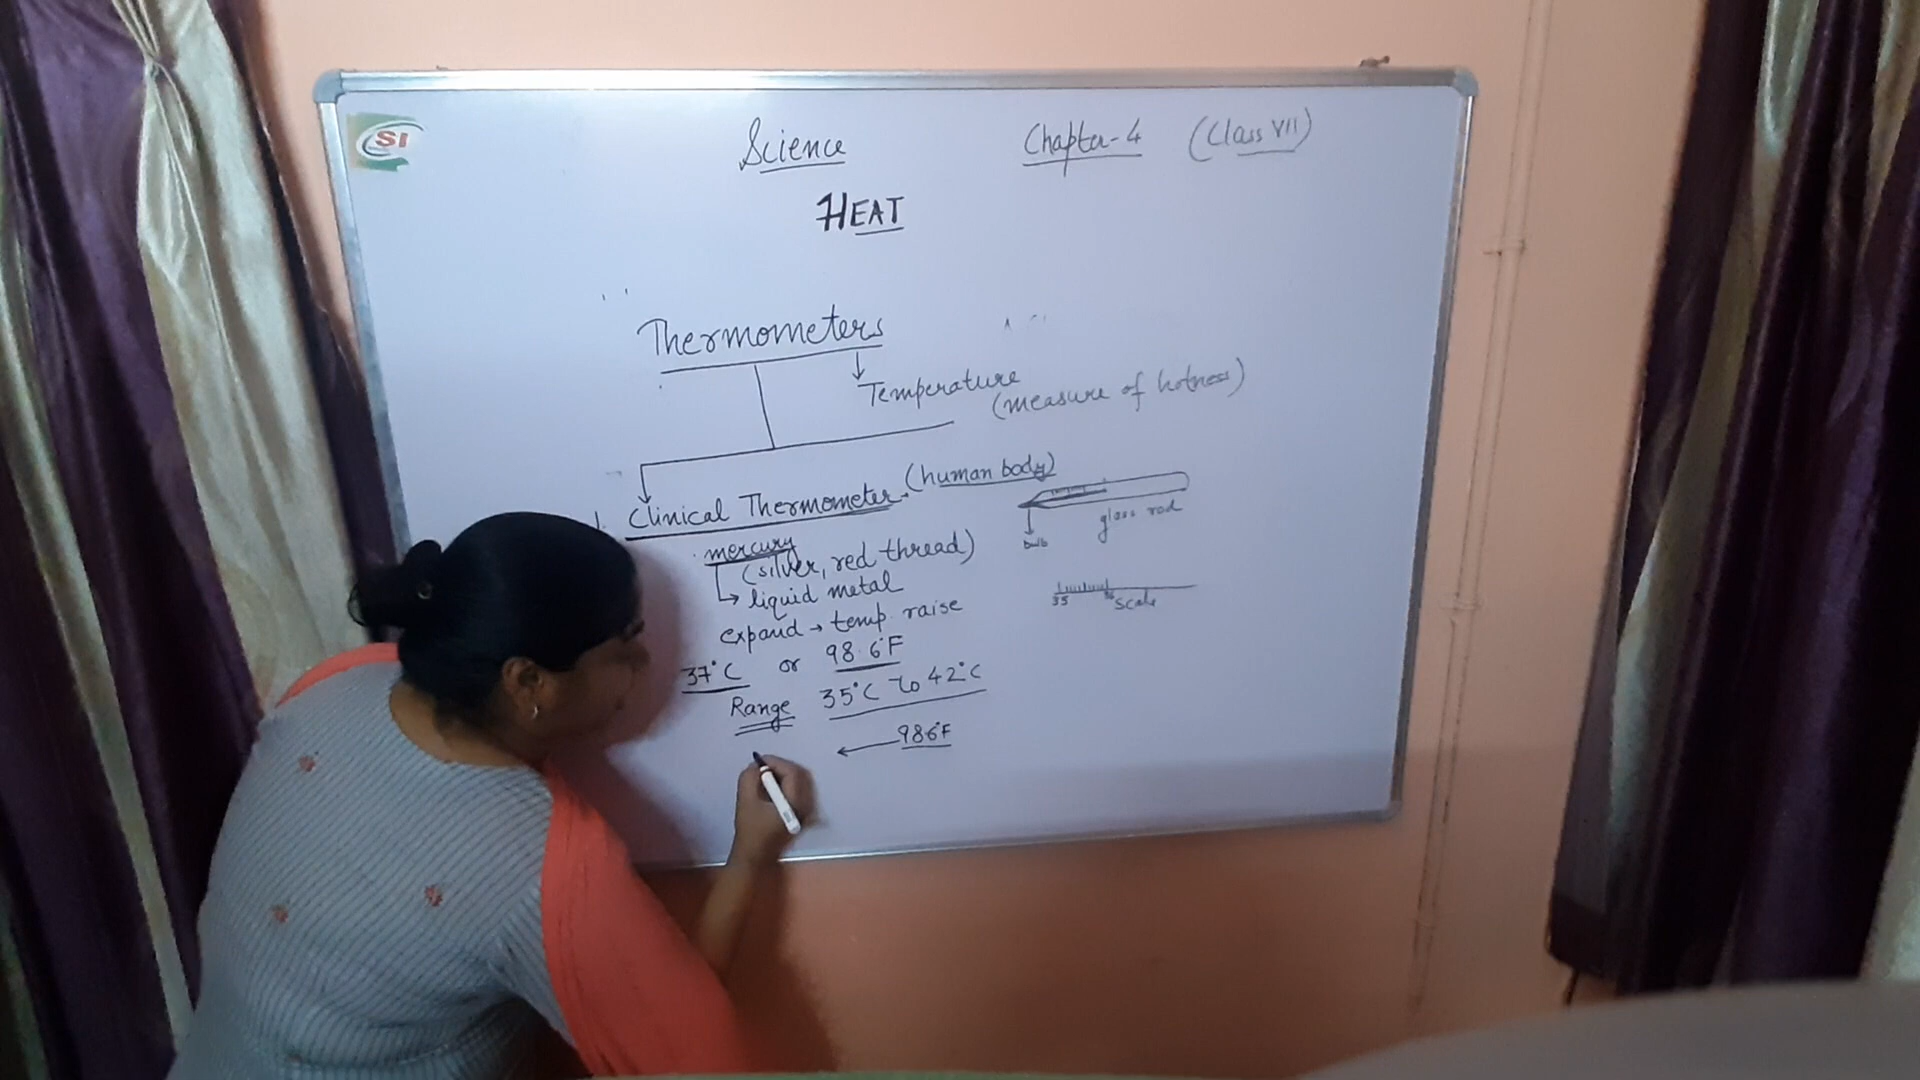 SI
Science Chapter-4 (Class VII)
HEAT
Thermometers
Temperature
(measure of hotness)
Clinical Thermometer (human body)
mercury
(silver, red thread)
liquid metal
expand → temp. raise
37°C or 98.6°F
Range 35°C to 42°C
← 98.6°F
glass rod
bulb
35
Scale